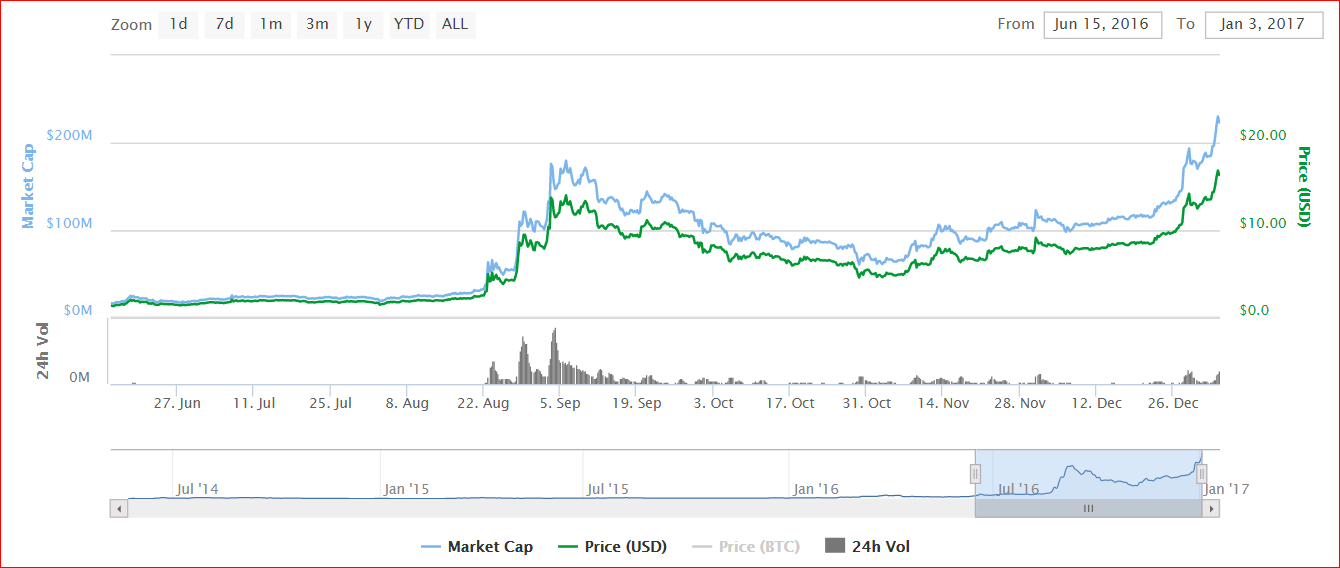 Zoom 1d 7d 1m 3m 1y YTD ALL From Jun 15, 2016 To Jan 3, 2017
$200M $20.00
Market Cap
Price (USD)
$100M $10.00
$0M $0.0
24h Vol
0M
27. Jun 11. Jul 25. Jul 8. Aug 22. Aug 5. Sep 19. Sep 3. Oct 17. Oct 31. Oct 14. Nov 28. Nov 12. Dec 26. Dec
Jul '14 Jan '15 Jul '15 Jan '16 Jul '16 Jan '17
Market Cap Price (USD) Price (BTC) 24h Vol